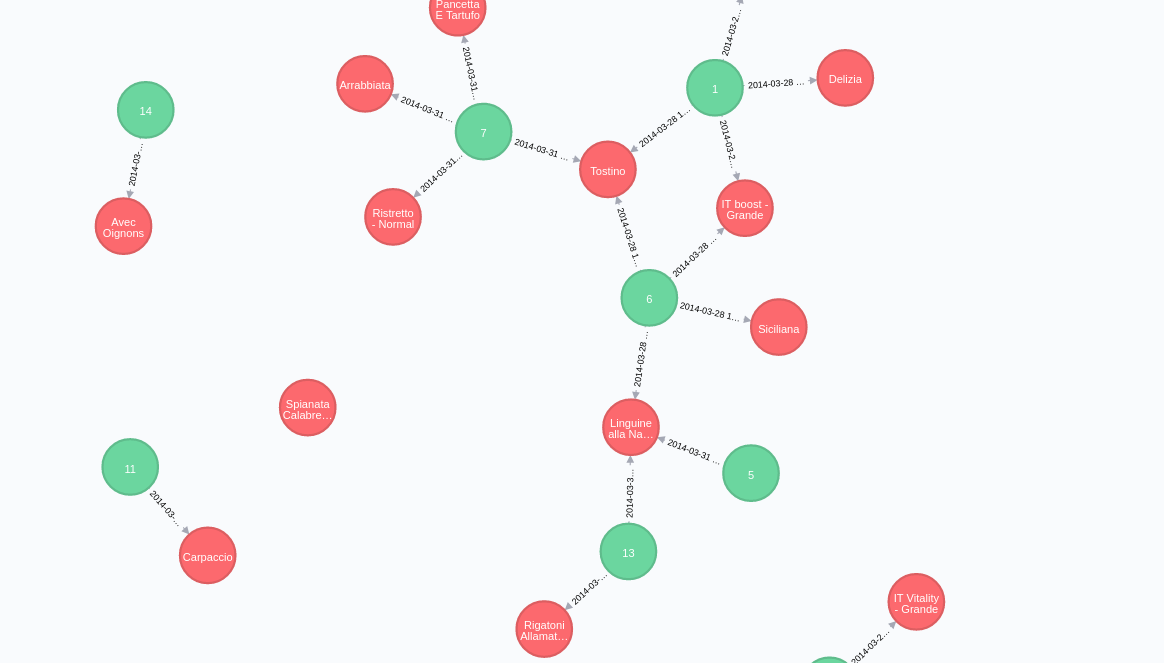 Pancetta
E Tartufo
2014-03-2...
Arrabbiata
2014-03-31
2014-03-31 ...
1
2014-03-28 ...
Delizia
14
7
2014-03-28 1...
2014-03-31 ...
2014-03-2...
2014-03-
Tostino
2014-03-31...
Ristretto
- Normal
IT boost -
Grande
Avec
Oignons
2014-03-28 1...
2014-03-28 ...
6
2014-03-28 1...
Siciliana
2014-03-28
Spianata
Calabre...
Linguine
alla Na...
2014-03-31 ...
5
11
2014-03-...
2014-03-3...
Carpaccio
13
2014-03-...
Rigatoni
Allamat...
IT Vitality
- Grande
2014-03-2...